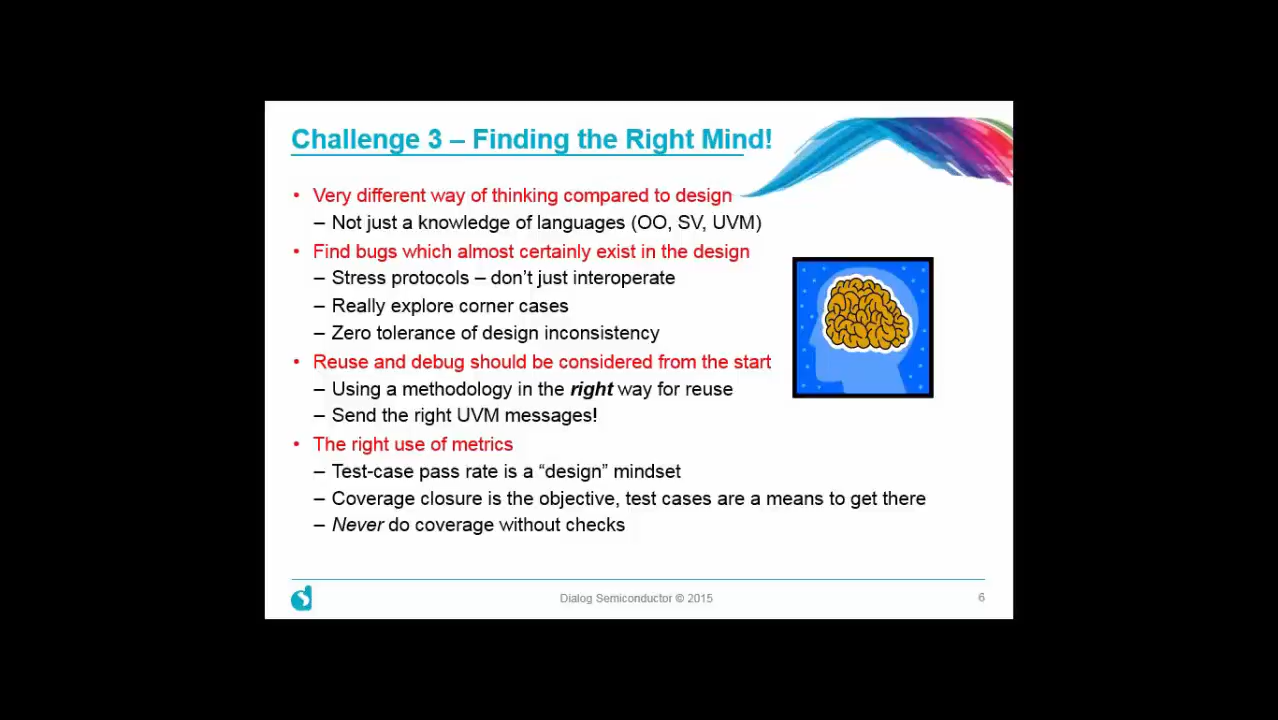 Challenge 3 – Finding the Right Mind!
• Very different way of thinking compared to design
– Not just a knowledge of languages (OO, SV, UVM)
• Find bugs which almost certainly exist in the design
– Stress protocols – don’t just interoperate
– Really explore corner cases
– Zero tolerance of design inconsistency
• Reuse and debug should be considered from the start
– Using a methodology in the right way for reuse
– Send the right UVM messages!
• The right use of metrics
– Test-case pass rate is a “design” mindset
– Coverage closure is the objective, test cases are a means to get there
– Never do coverage without checks
Dialog Semiconductor © 2015
6